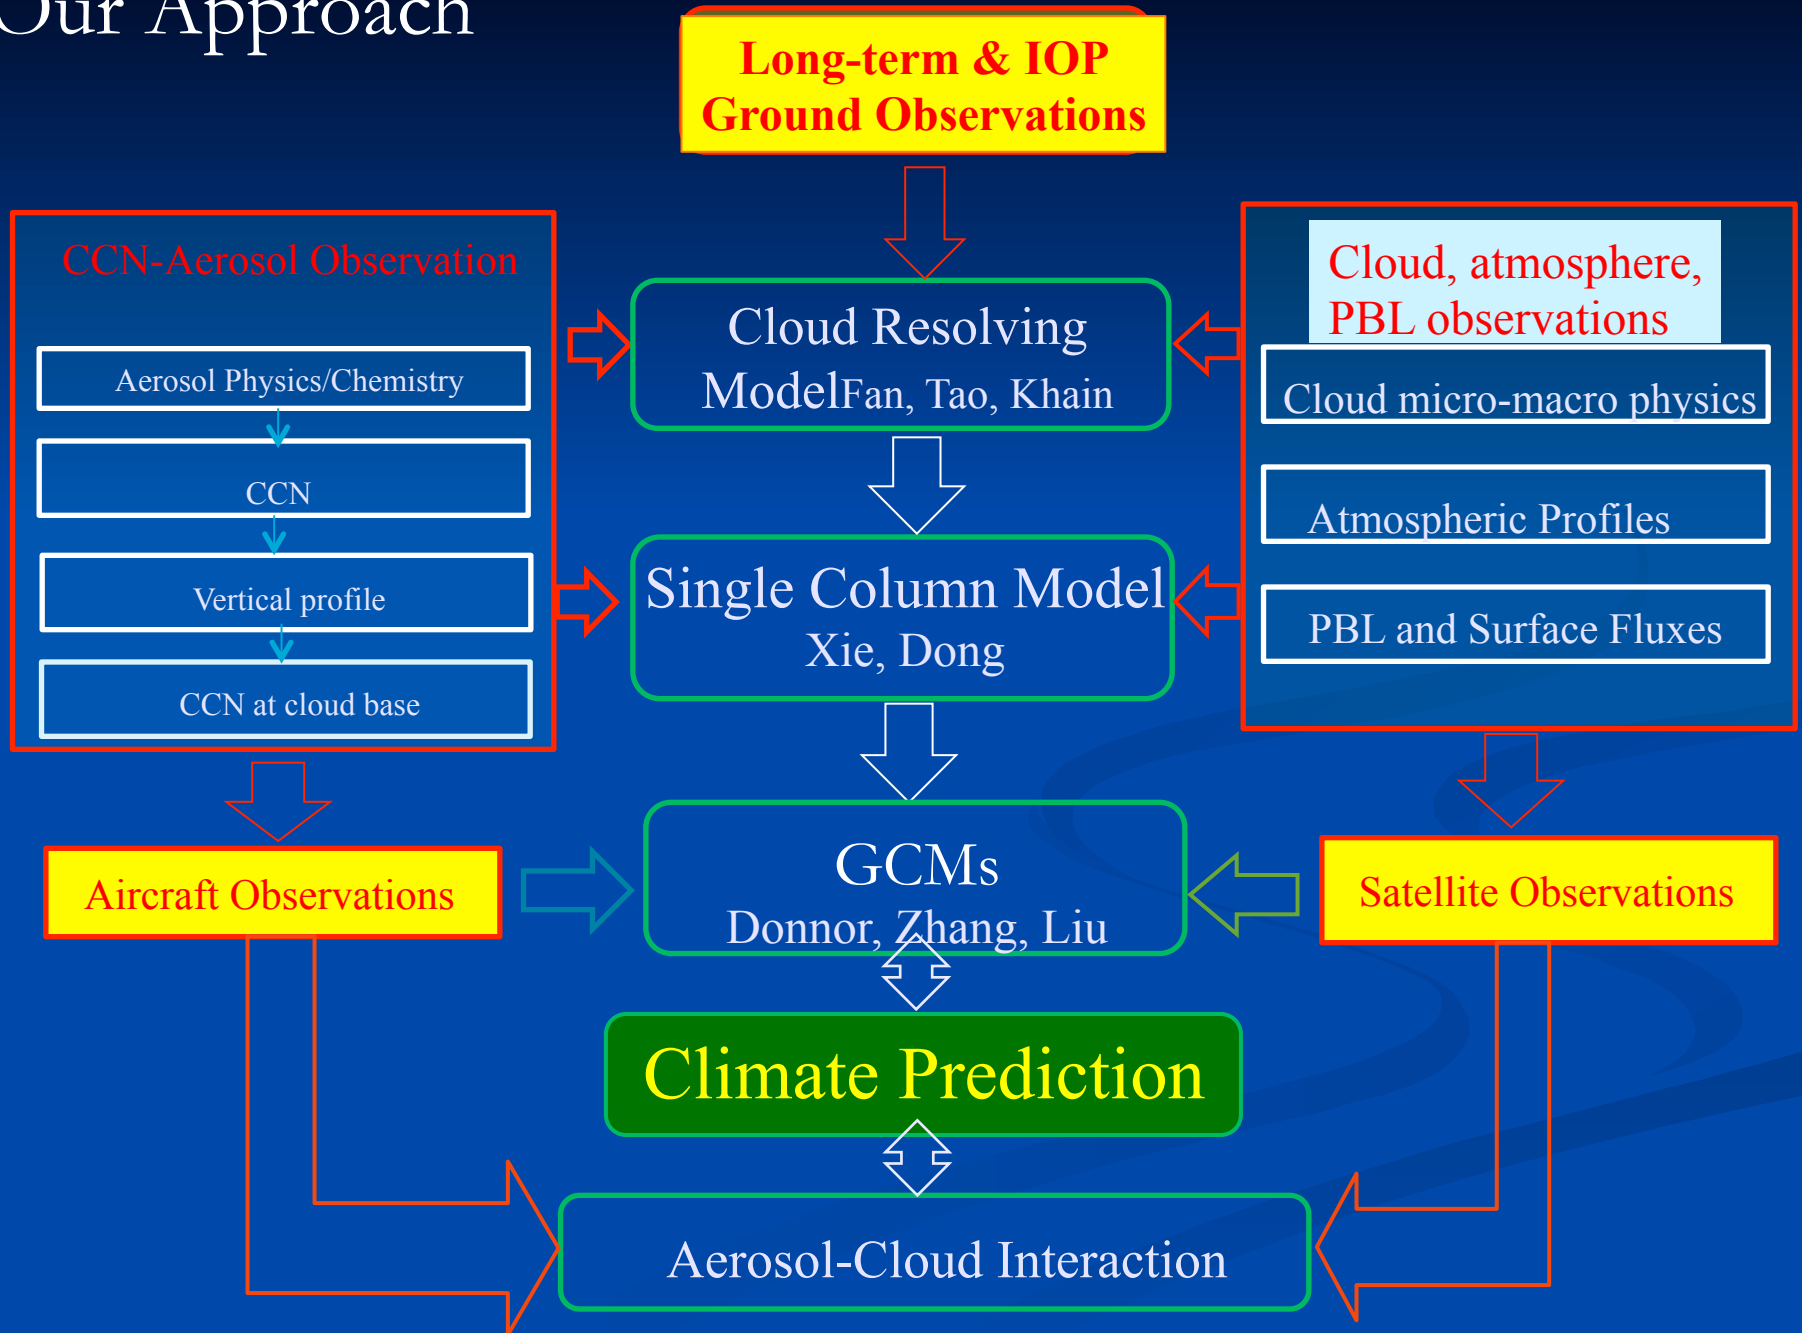 Our Approach
Long-term & IOP
Ground Observations
CCN-Aerosol Observation
Aerosol Physics/Chemistry
CCN
Vertical profile
CCN at cloud base
Cloud Resolving
ModelFan, Tao, Khain
Single Column Model
Xie, Dong
Cloud, atmosphere,
PBL observations
Cloud micro-macro physics
Atmospheric Profiles
PBL and Surface Fluxes
Aircraft Observations
GCMs
Donnor, Zhang, Liu
Satellite Observations
Climate Prediction
Aerosol-Cloud Interaction